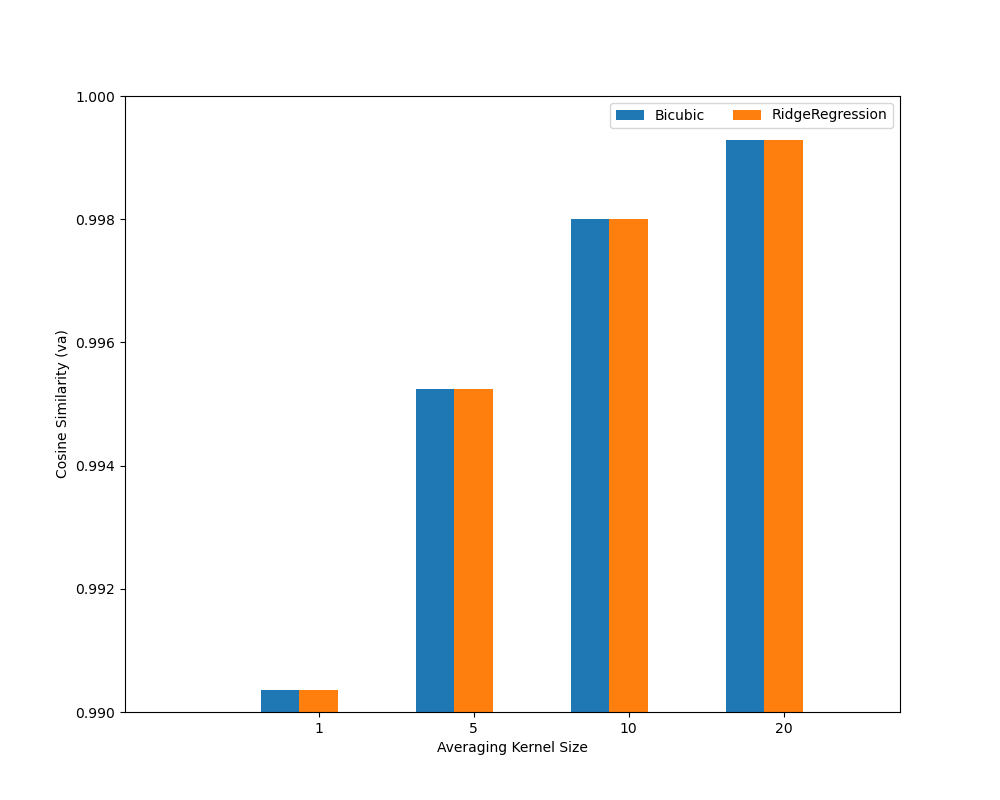 1.000
0.998
0.996
0.994
0.992
0.990
Cosine Similarity (va)
Bicubic RidgeRegression
1 5 10 20
Averaging Kernel Size